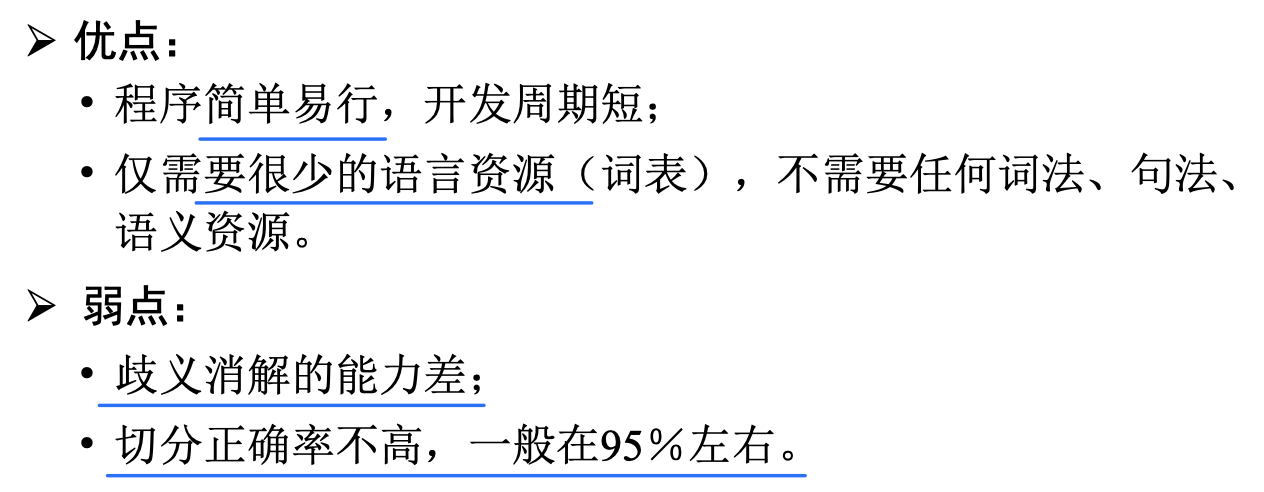 ➢ 优点：
• 程序简单易行，开发周期短；
• 仅需要很少的语言资源（词表），不需要任何词法、句法、
语义资源。
➢ 弱点：
• 歧义消解的能力差；
• 切分正确率不高，一般在95％左右。